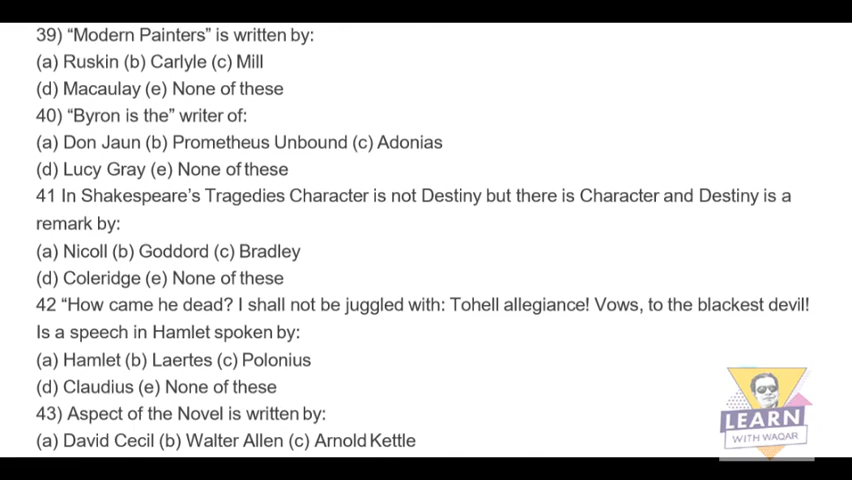 39) “Modern Painters” is written by:
(a) Ruskin (b) Carlyle (c) Mill
(d) Macaulay (e) None of these
40) “Byron is the” writer of:
(a) Don Jaun (b) Prometheus Unbound (c) Adonias
(d) Lucy Gray (e) None of these
41 In Shakespeare’s Tragedies Character is not Destiny but there is Character and Destiny is a
remark by:
(a) Nicoll (b) Goddord (c) Bradley
(d) Coleridge (e) None of these
42 “How came he dead? I shall not be juggled with: Tohell allegiance! Vows, to the blackest devil!
Is a speech in Hamlet spoken by:
(a) Hamlet (b) Laertes (c) Polonius
(d) Claudius (e) None of these
43) Aspect of the Novel is written by:
(a) David Cecil (b) Walter Allen (c) Arnold Kettle
LEARN
WITH WAQAR